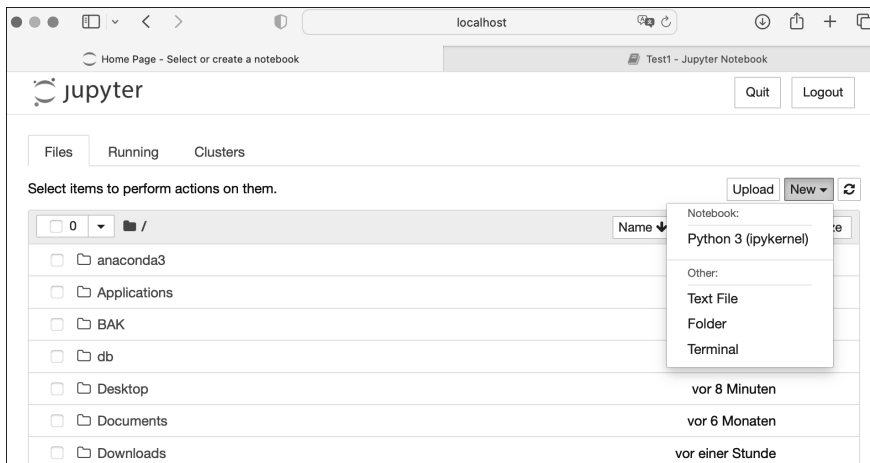 localhost
Home Page - Select or create a notebook
Test1 - Jupyter Notebook
jupyter
Quit
Logout
Files
Running
Clusters
Select items to perform actions on them.
Upload
New
0
/
Name
ze
Notebook:
Python 3 (ipykernel)
Other:
Text File
Folder
Terminal
anaconda3
Applications
BAK
db
Desktop
vor 8 Minuten
Documents
vor 6 Monaten
Downloads
vor einer Stunde